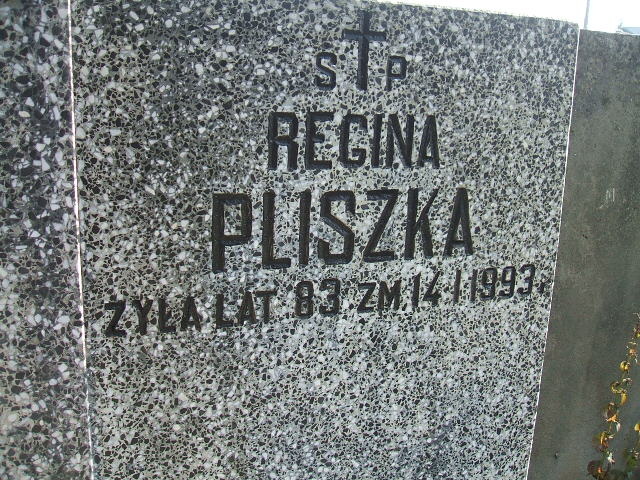 S P
REGINA
PLISZKA
ŻYŁA LAT 83 ZM. 14 I 1993 r